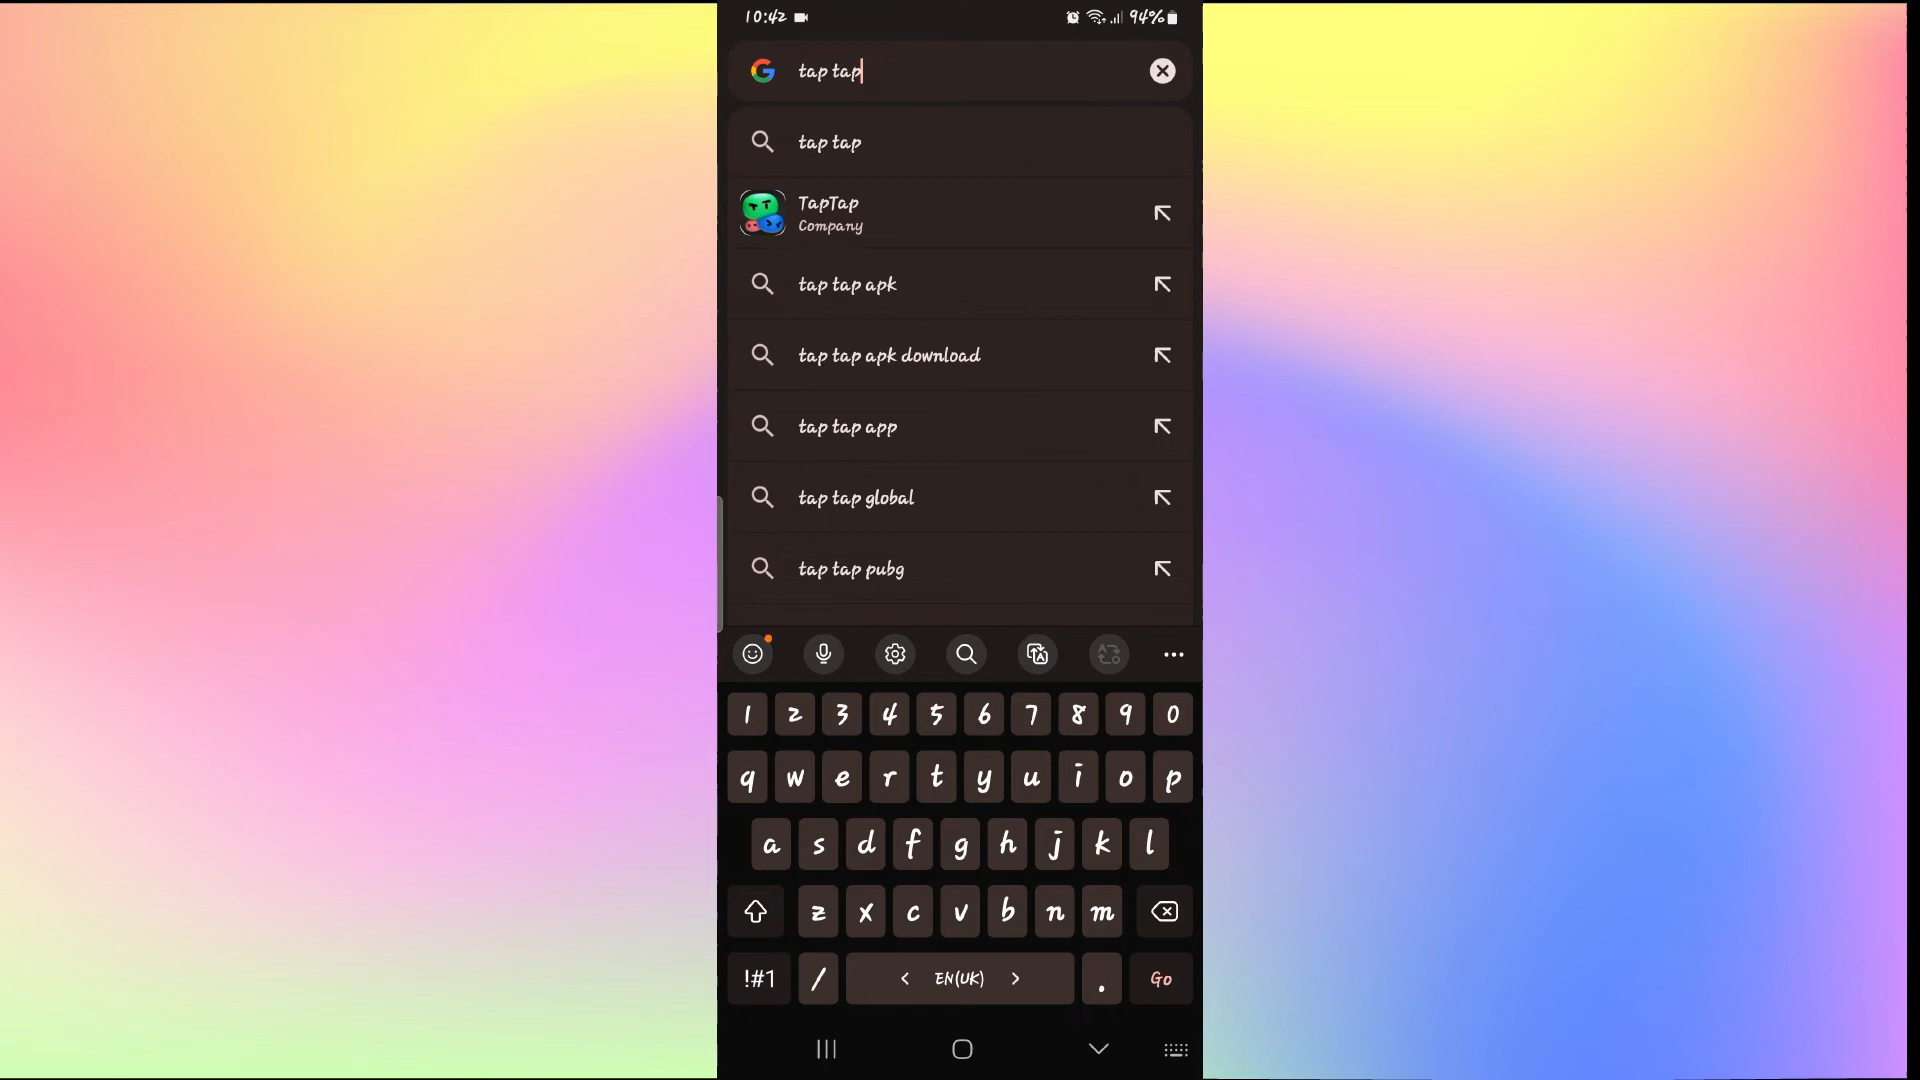 10:42
94%
tap tap
tap tap
TapTap
Company
tap tap apk
tap tap apk download
tap tap app
tap tap global
tap tap pubg
1 2 3 4 5 6 7 8 9 0
q w e r t y u i o p
a s d f g h j k l
z x c v b n m
!#1 / < EN(UK) > . Go